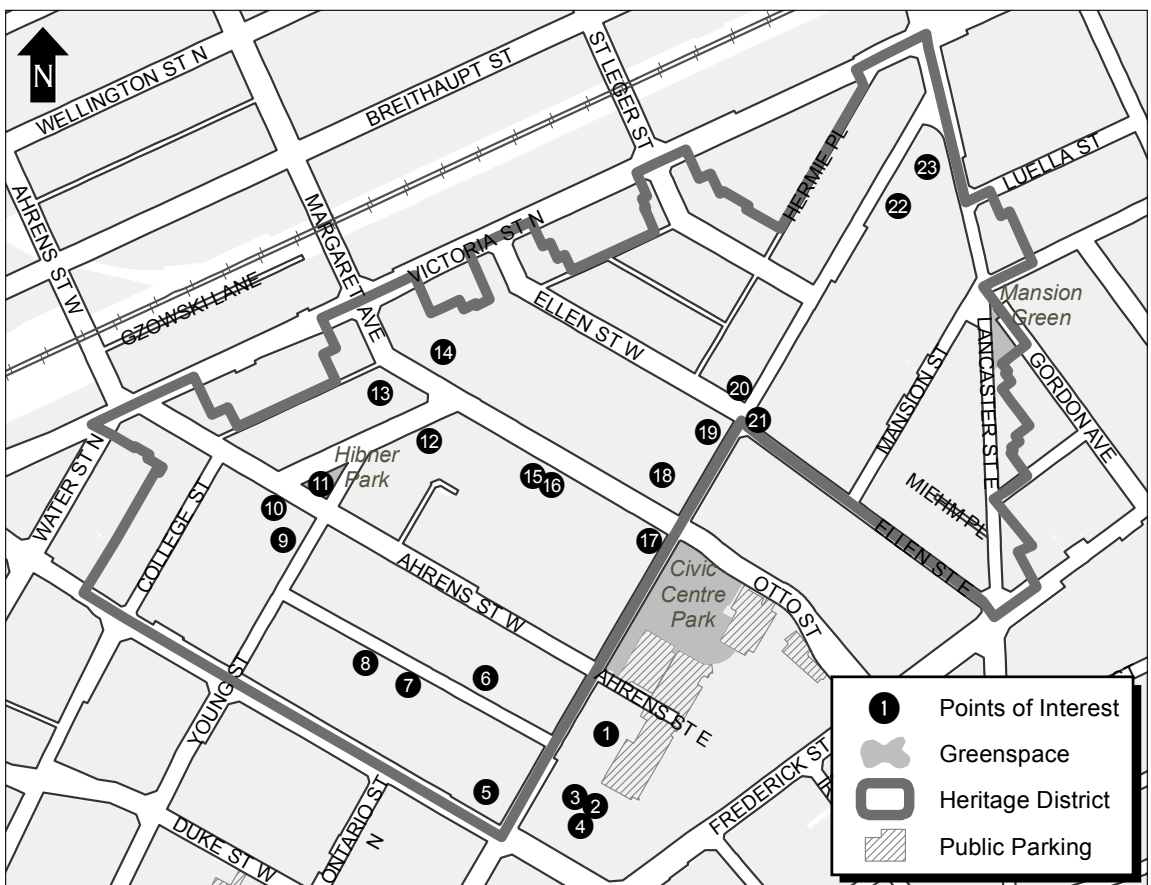 N
WELLINGTON ST N
BREITHAUPT ST
ST LEGER ST
HERMIE PL
LUELLA ST
AHRENS ST W
MARGARET AVE
VICTORIA ST N
GZOWSKI LANE
ELLEN ST W
Mansion
Green
MANSION ST
LANCASTER ST E
GORDON AVE
MIEHM PL
ELLEN ST E
Hibner
Park
WATER ST N
COLLEGE ST
AHRENS ST W
YOUNG ST
Civic
Centre
Park
OTTO ST
AHRENS ST E
FREDERICK ST
ONTARIO ST
N
DUKE ST W
23
22
14
13
20
21
19
12
18
15
16
11
10
9
17
8
7
6
1
5
3
2
4
1 Points of Interest
Greenspace
Heritage District
Public Parking